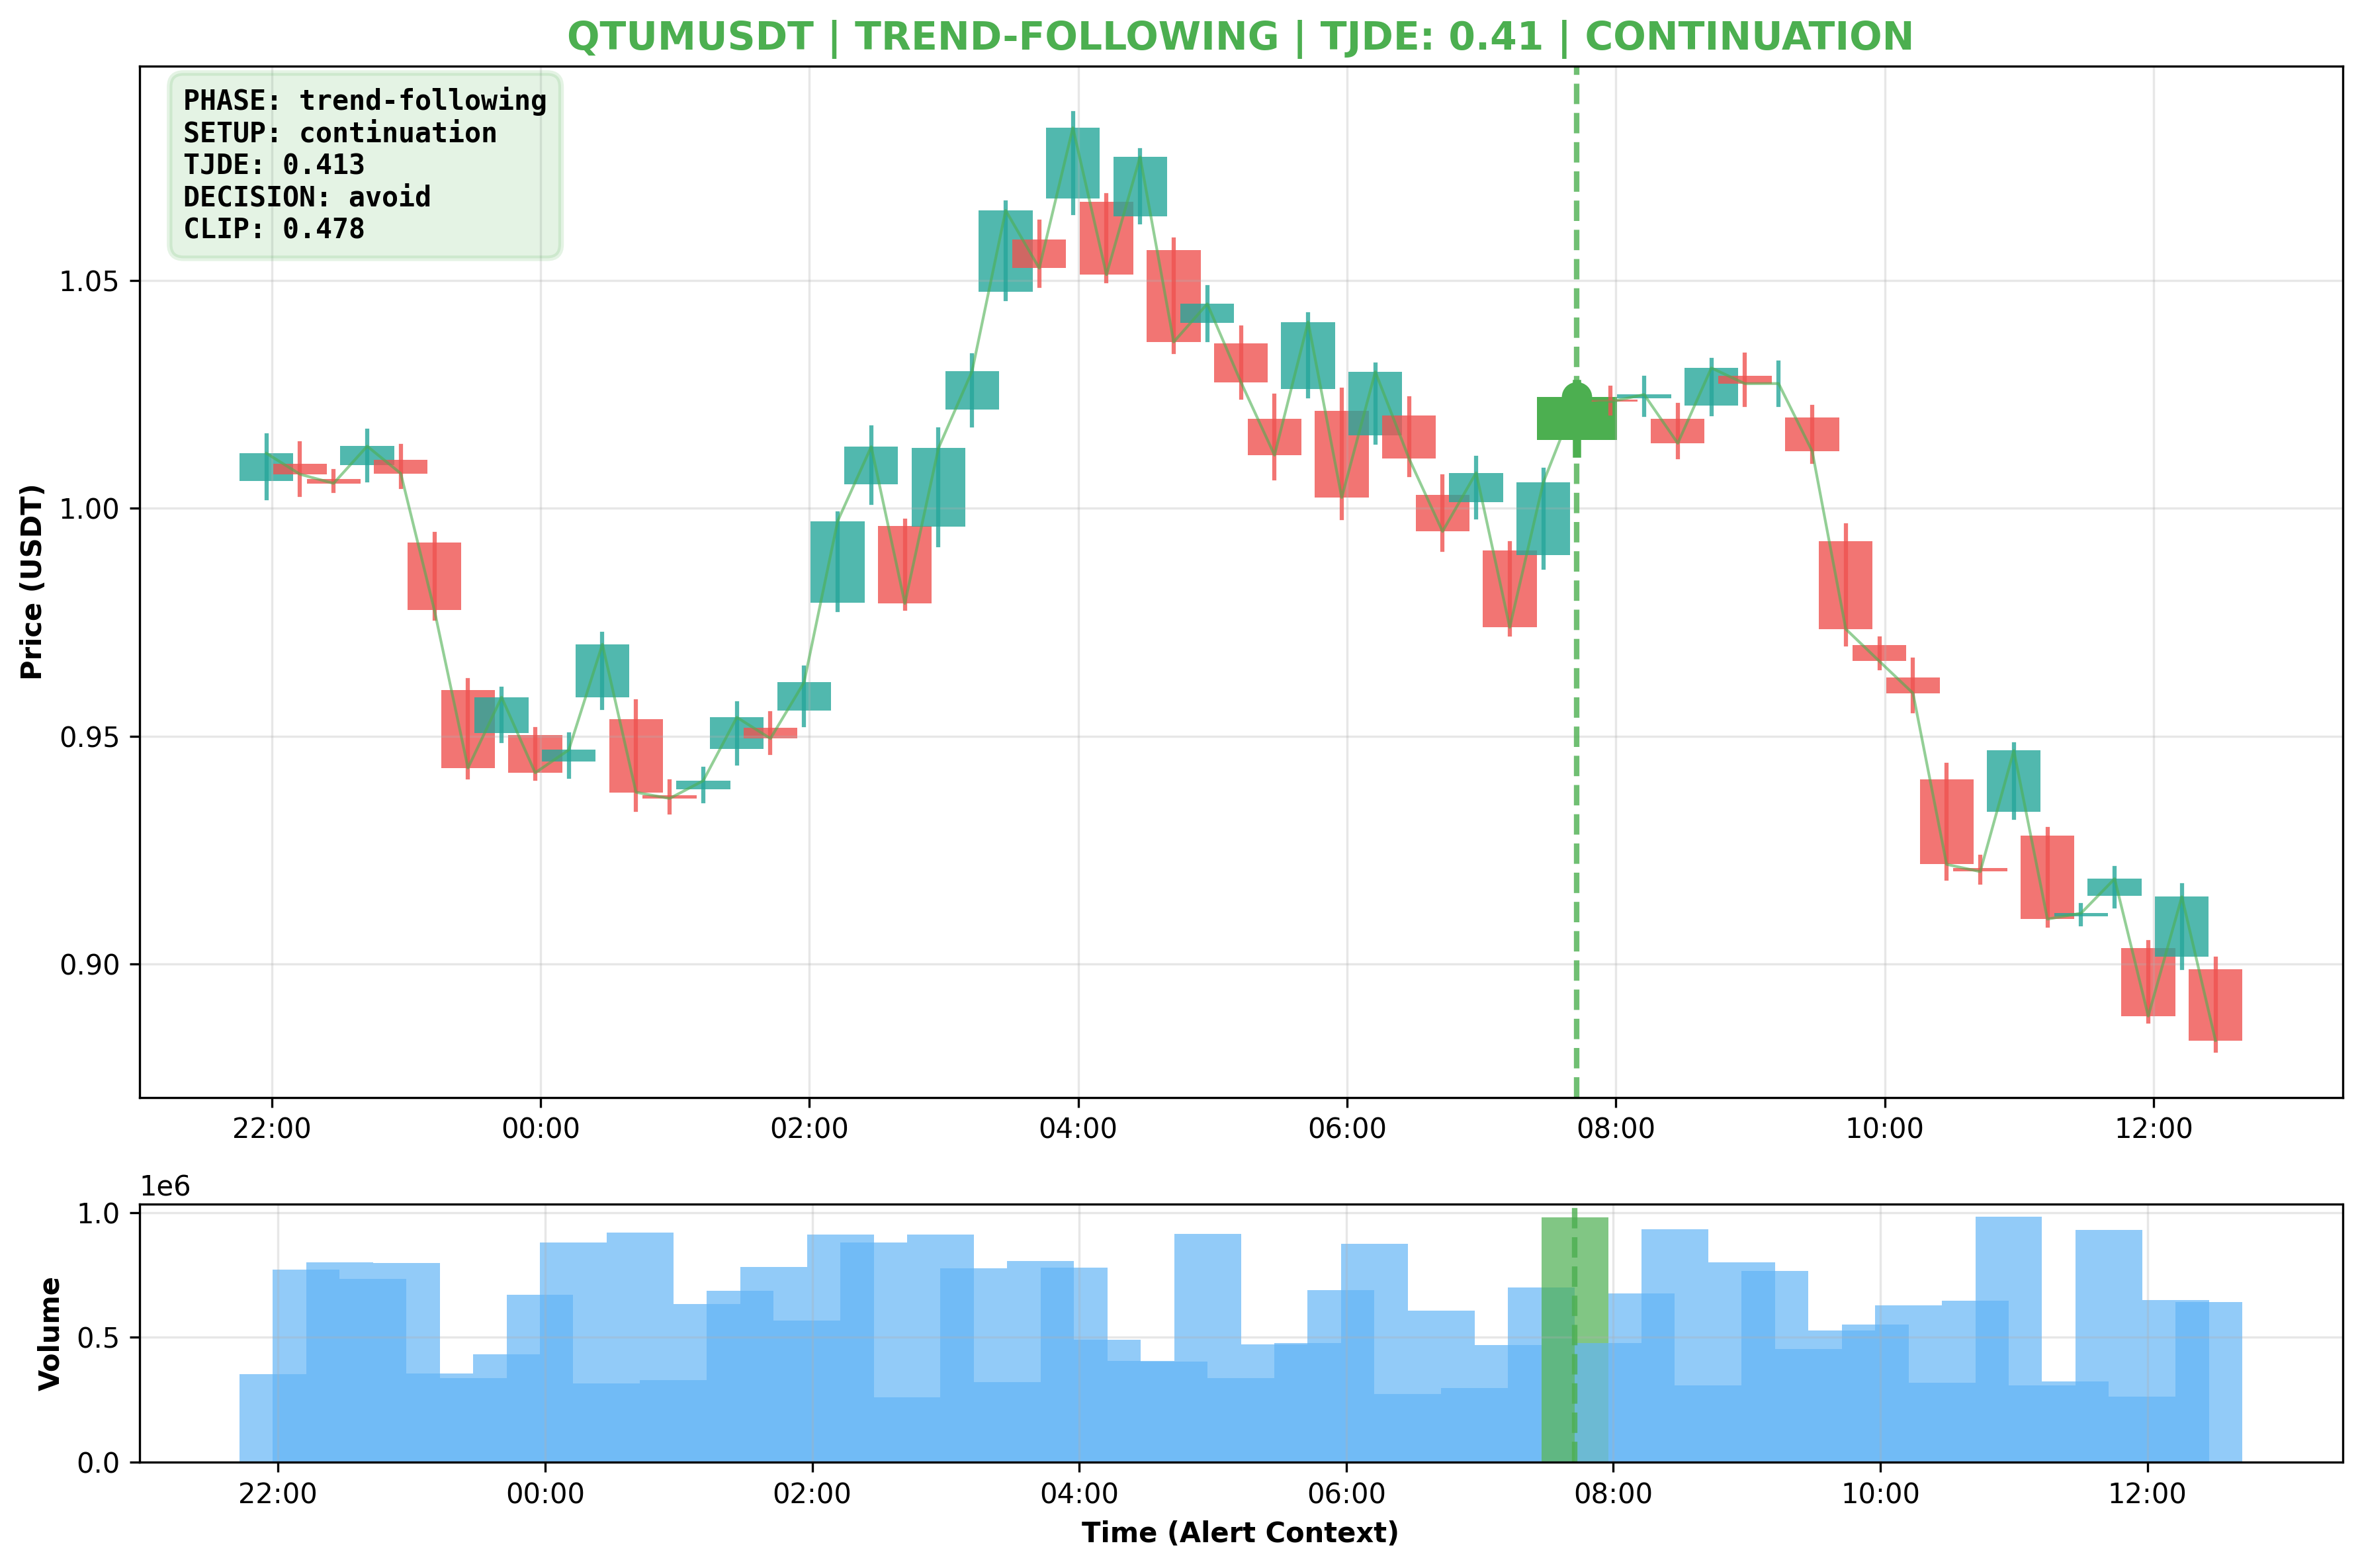 QTUMUSDT | TREND-FOLLOWING | TJDE: 0.41 | CONTINUATION
PHASE: trend-following
SETUP: continuation
TJDE: 0.413
DECISION: avoid
CLIP: 0.478
Price (USDT)
1.05
1.00
0.95
0.90
22:00 00:00 02:00 04:00 06:00 08:00 10:00 12:00
1e6
Volume
1.0
0.5
0.0
22:00 00:00 02:00 04:00 06:00 08:00 10:00 12:00
Time (Alert Context)